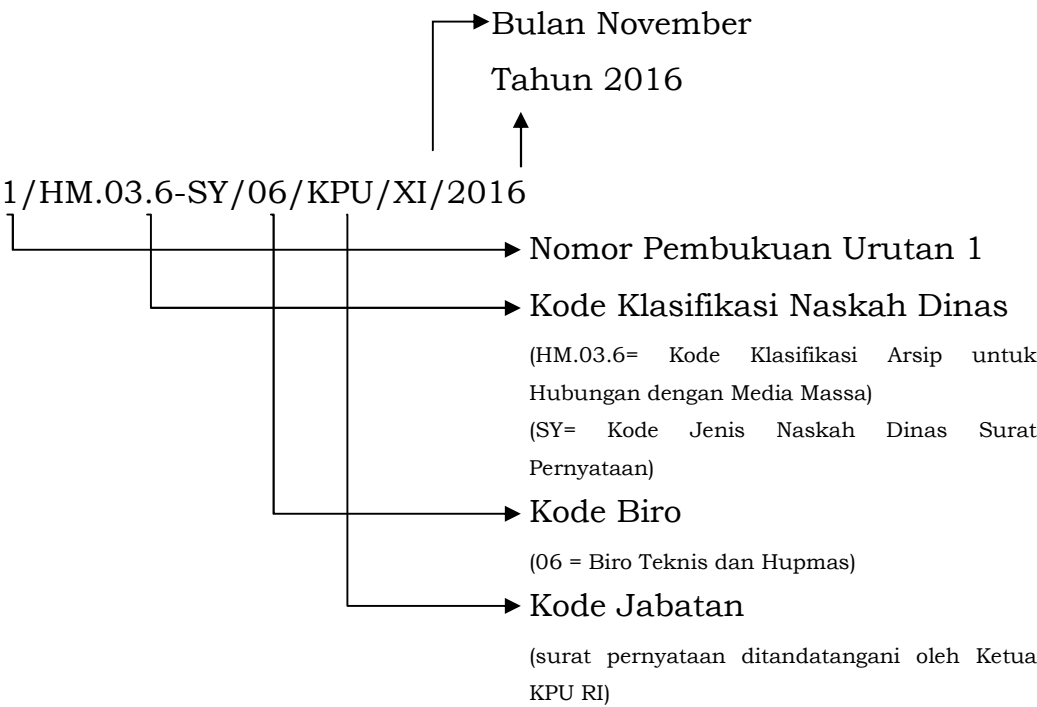 Bulan November
Tahun 2016
1/HM.03.6-SY/06/KPU/XI/2016
Nomor Pembukuan Urutan 1
Kode Klasifikasi Naskah Dinas
(HM.03.6= Kode Klasifikasi Arsip untuk
Hubungan dengan Media Massa)
(SY= Kode Jenis Naskah Dinas Surat
Pernyataan)
Kode Biro
(06 = Biro Teknis dan Hupmas)
Kode Jabatan
(surat pernyataan ditandatangani oleh Ketua
KPU RI)